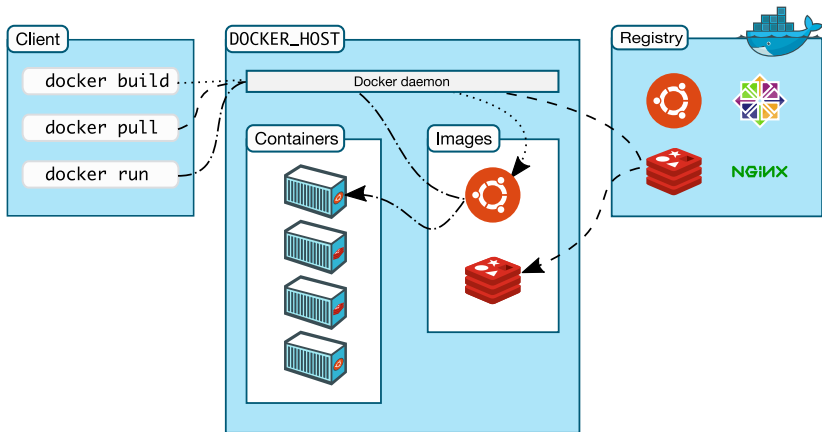 Client
docker build
docker pull
docker run
DOCKER_HOST
Docker daemon
Containers
Images
Registry
NGINX